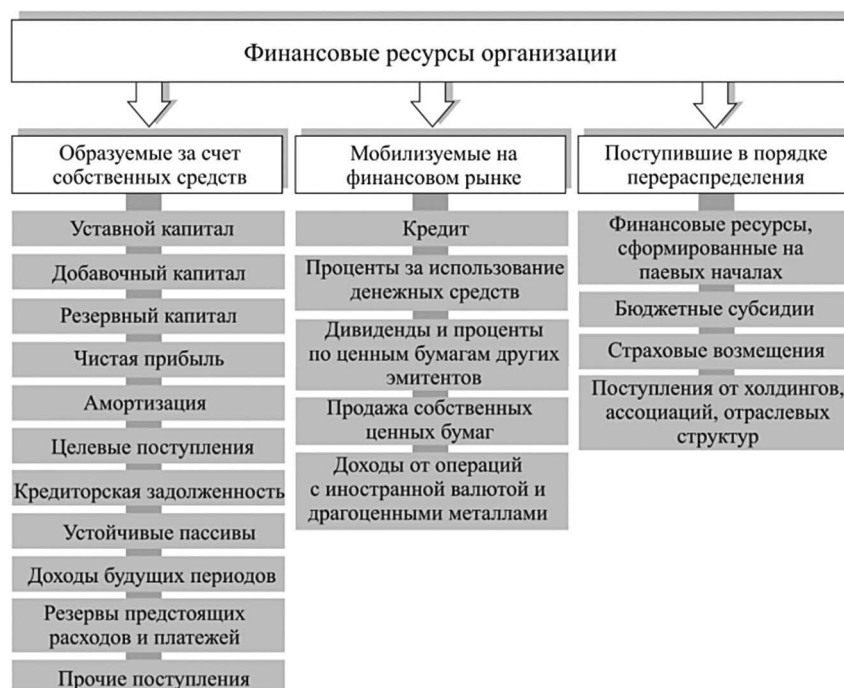 Финансовые ресурсы организации
Образуемые за счет
собственных средств
Уставной капитал
Добавочный капитал
Резервный капитал
Чистая прибыль
Амортизация
Целевые поступления
Кредиторская задолженность
Устойчивые пассивы
Доходы будущих периодов
Резервы предстоящих
расходов и платежей
Прочие поступления
Мобилизуемые на
финансовом рынке
Кредит
Проценты за использование
денежных средств
Дивиденды и проценты
по ценным бумагам других
эмитентов
Продажа собственных
ценных бумаг
Доходы от операций
с иностранной валютой и
драгоценными металлами
Поступившие в порядке
перераспределения
Финансовые ресурсы,
сформированные на
паевых началах
Бюджетные субсидии
Страховые возмещения
Поступления от холдингов,
ассоциаций, отраслевых
структур